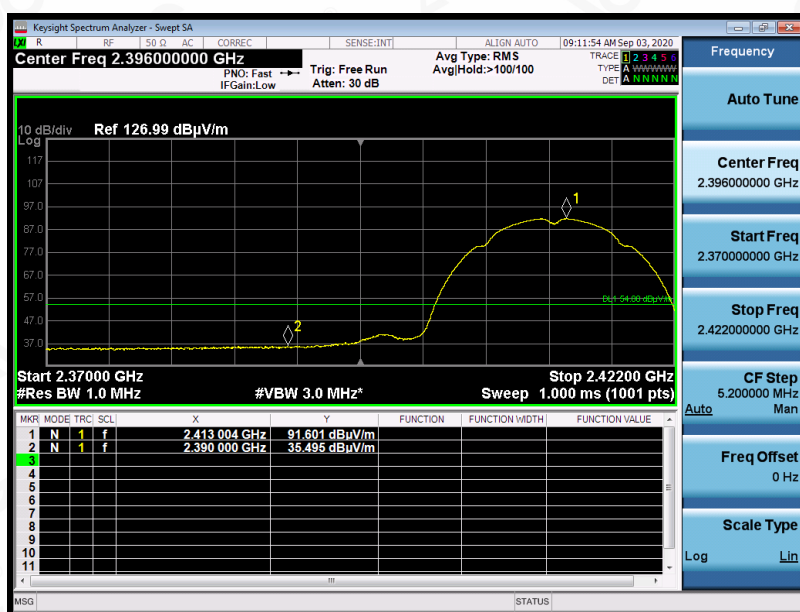 Keysight Spectrum Analyzer - Swept SA
LXI R RF 50 Ω AC CORREC SENSE:INT ALIGN AUTO 09:11:54 AM Sep 03, 2020
Center Freq 2.396000000 GHz
PNO: Fast
IFGain:Low
Trig: Free Run
Atten: 30 dB
Avg Type: RMS
Avg|Hold:>100/100
TRACE 1 2 3 4 5 6
TYPE A WWWWW
DET A N N N N N
10 dB/div Ref 126.99 dBµV/m
Log
117
107
97.0
87.0
77.0
67.0
57.0
47.0
37.0
1
2
DL1 54.00 dBµV/m
Start 2.37000 GHz Stop 2.42200 GHz
#Res BW 1.0 MHz #VBW 3.0 MHz* Sweep 1.000 ms (1001 pts)
MKR MODE TRC SCL X Y FUNCTION FUNCTION WIDTH FUNCTION VALUE
1 N 1 f 2.413 004 GHz 91.601 dBµV/m
2 N 1 f 2.390 000 GHz 35.495 dBµV/m
3
4
5
6
7
8
9
10
11
MSG STATUS
Frequency
Auto Tune
Center Freq
2.396000000 GHz
Start Freq
2.370000000 GHz
Stop Freq
2.422000000 GHz
CF Step
5.200000 MHz
Auto Man
Freq Offset
0 Hz
Scale Type
Log Lin